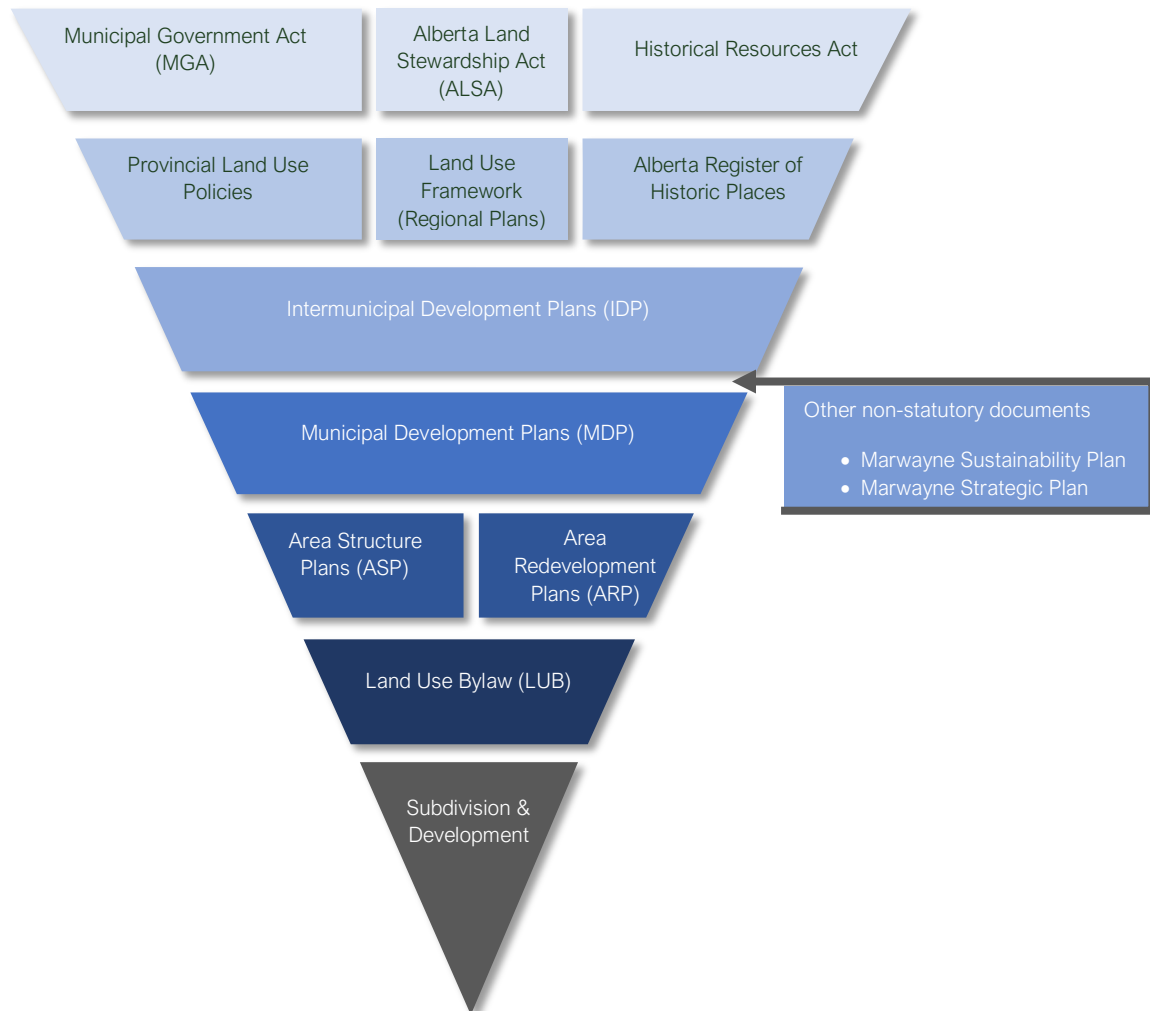 Municipal Government Act
(MGA)
Alberta Land
Stewardship Act
(ALSA)
Historical Resources Act
Provincial Land Use
Policies
Land Use
Framework
(Regional Plans)
Alberta Register of
Historic Places
Intermunicipal Development Plans (IDP)
Municipal Development Plans (MDP)
Other non-statutory documents
• Marwayne Sustainability Plan
• Marwayne Strategic Plan
Area Structure
Plans (ASP)
Area
Redevelopment
Plans (ARP)
Land Use Bylaw (LUB)
Subdivision &
Development